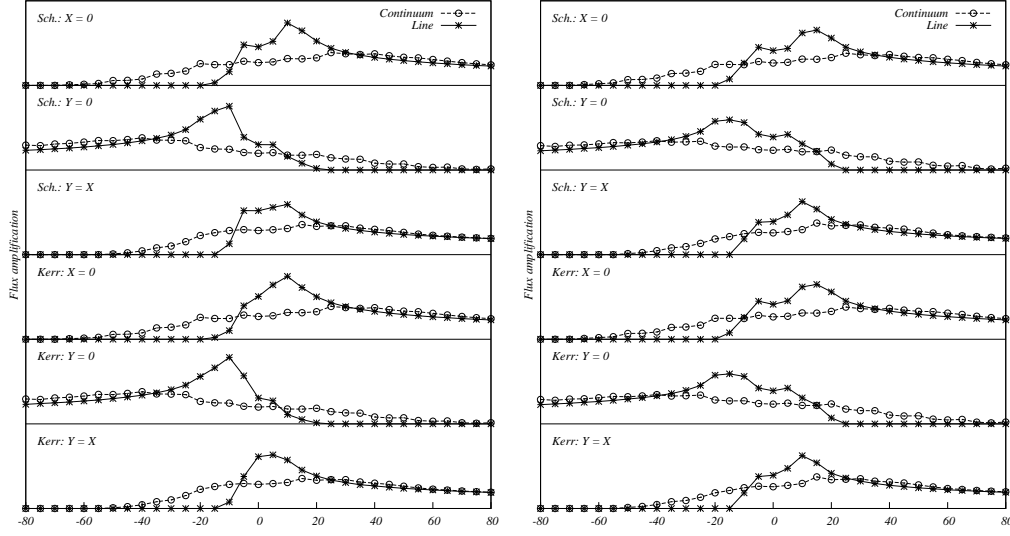 Sch.: X = 0
Continuum
Line
Sch.: Y = 0
Sch.: Y = X
Kerr: X = 0
Kerr: Y = 0
Kerr: Y = X
Flux amplification
-80 -60 -40 -20 0 20 40 60 80
Sch.: X = 0
Continuum
Line
Sch.: Y = 0
Sch.: Y = X
Kerr: X = 0
Kerr: Y = 0
Kerr: Y = X
Flux amplification
-80 -60 -40 -20 0 20 40 60 80